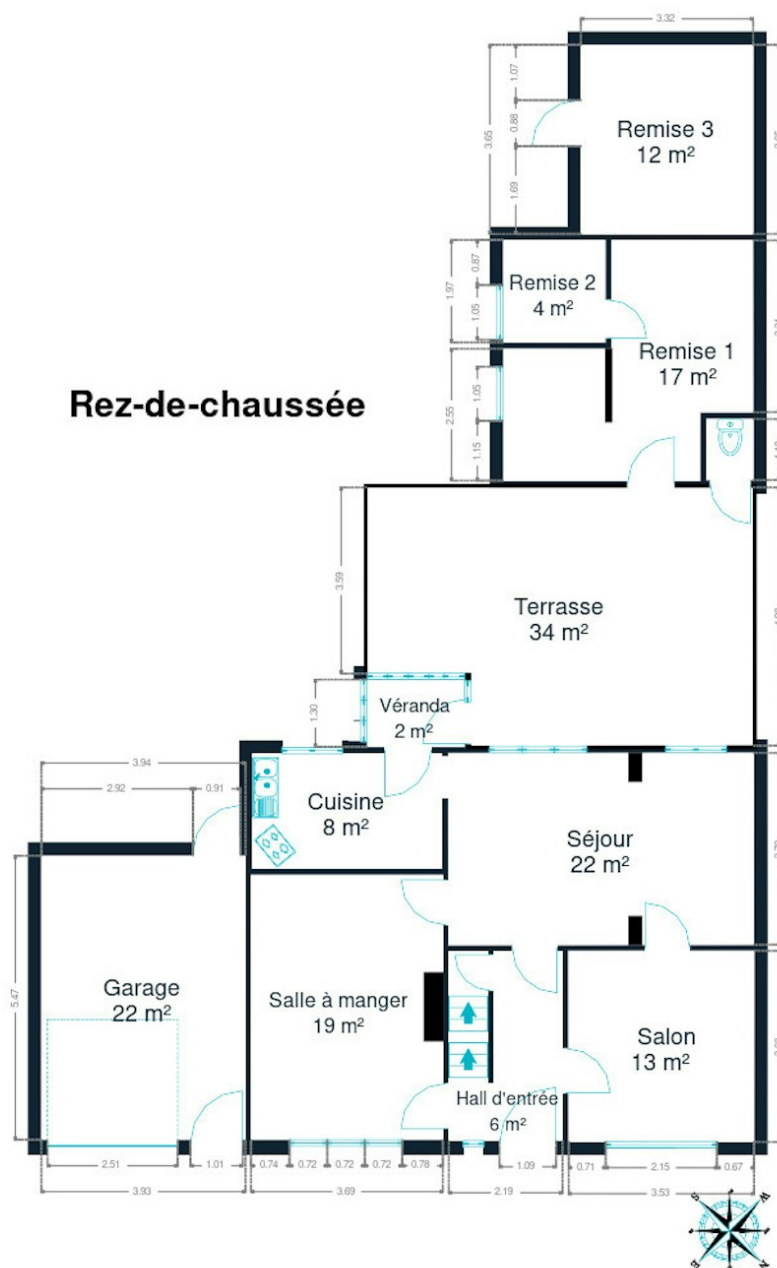 3.32
1.07
0.88
3.65
1.69
Remise 3
12 m²
0.87
1.97
1.05
Remise 2
4 m²
Remise 1
17 m²
Rez-de-chaussée
1.05
2.55
1.15
3.59
Terrasse
34 m²
1.30
Véranda
2 m²
3.94
2.92
0.91
Cuisine
8 m²
Séjour
22 m²
5.47
Garage
22 m²
Salle à manger
19 m²
Salon
13 m²
Hall d'entrée
6 m²
2.51
1.01
0.74
0.72
0.72
0.72
0.78
1.09
0.71
2.15
0.67
3.93
3.69
2.19
3.53
S
W
E
N